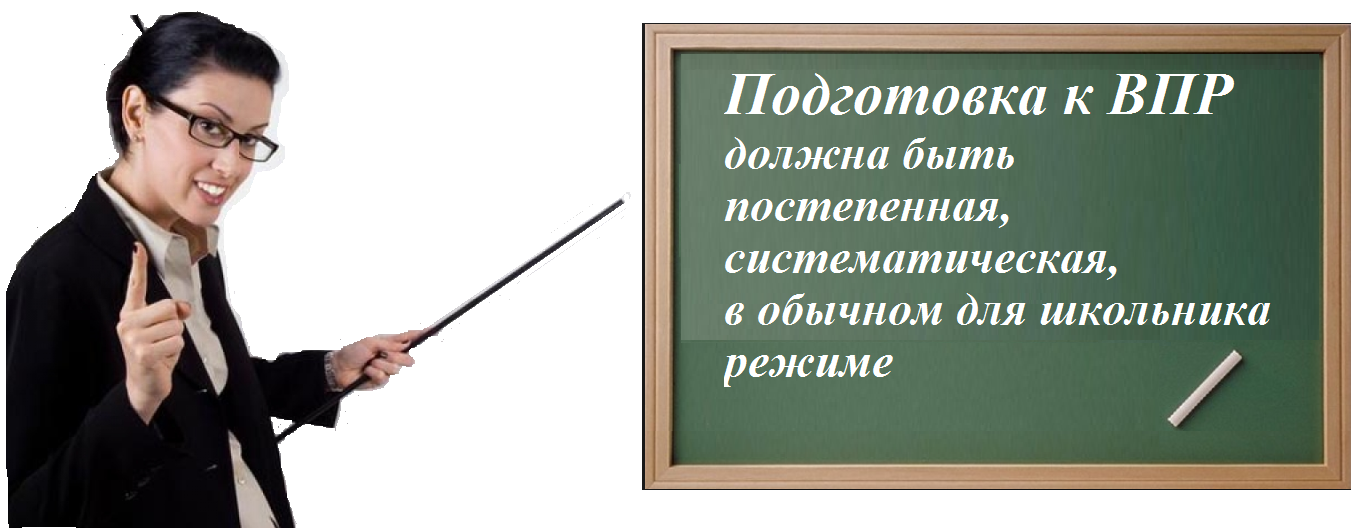 Подготовка к ВПР
должна быть
постепенная,
систематическая,
в обычном для школьника
режиме